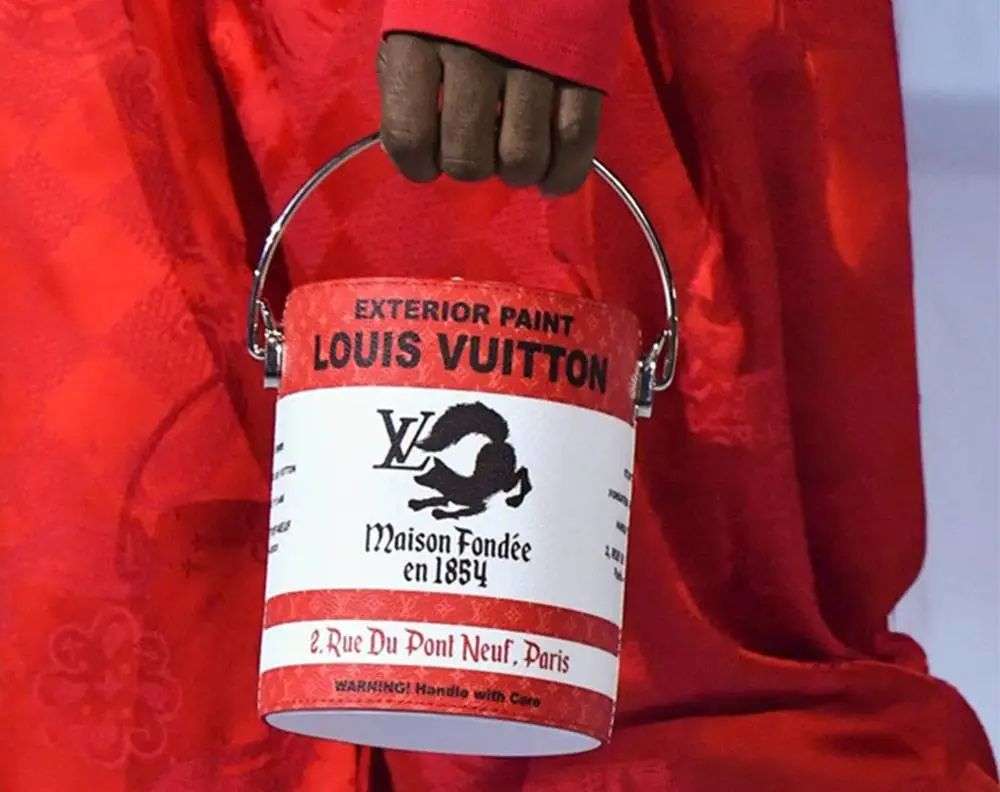 EXTERIOR PAINT
LOUIS VUITTON
LV
Maison Fondée
en 1854
2, Rue Du Pont Neuf, Paris
WARNING! Handle with Care